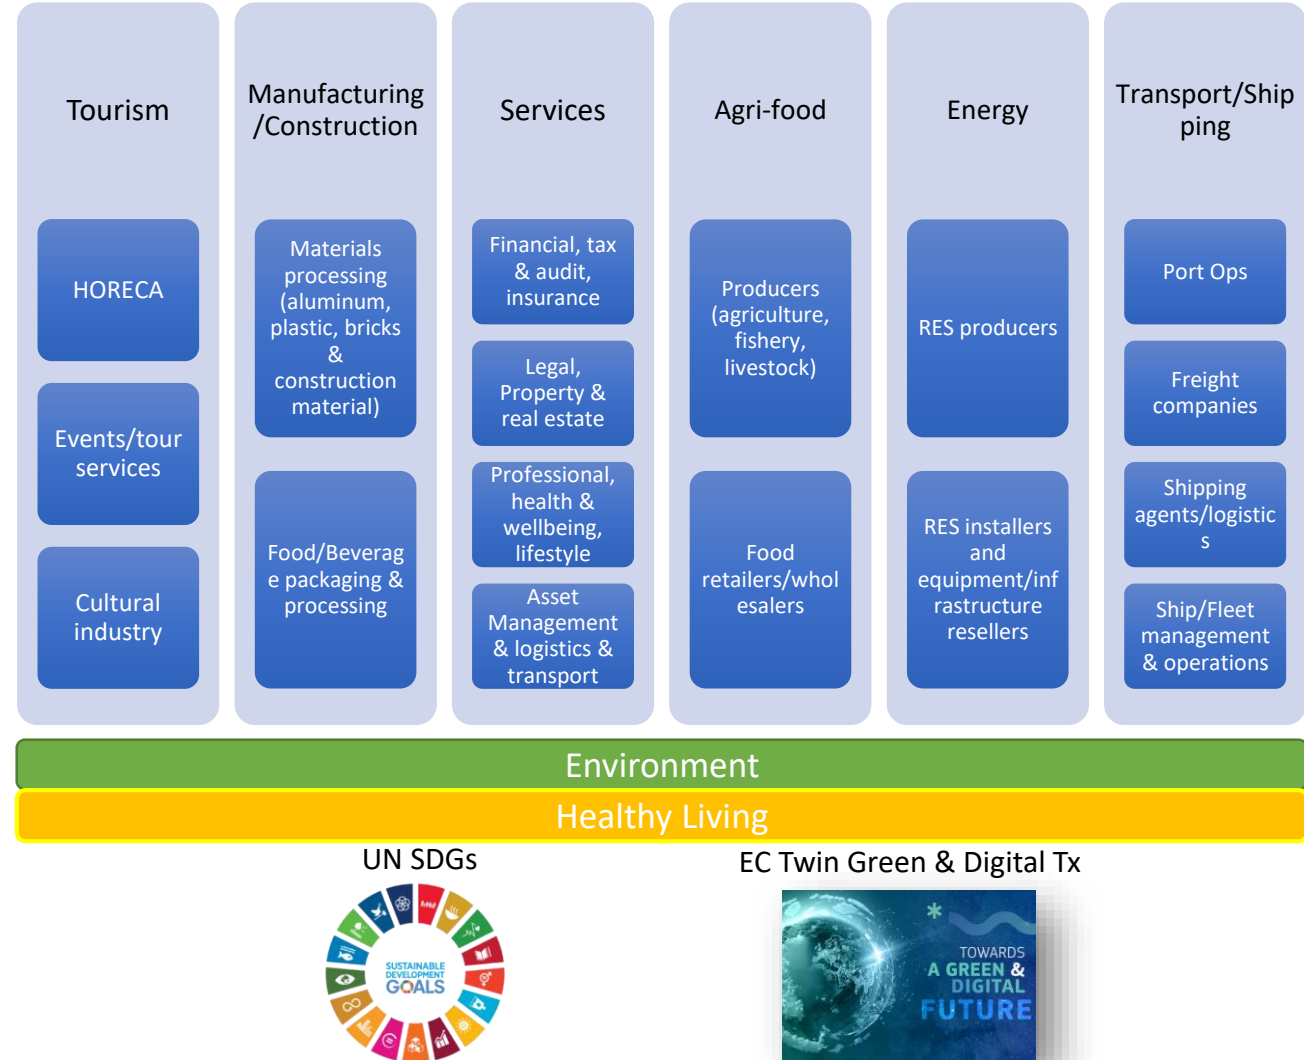 Tourism
HORECA
Events/tour
services
Cultural
industry
Manufacturing
/Construction
Materials
processing
(aluminum,
plastic, bricks
&
construction
material)
Food/Beverag
e packaging &
processing
Services
Financial, tax
& audit,
insurance
Legal,
Property &
real estate
Professional,
health &
wellbeing,
lifestyle
Asset
Management
& logistics &
transport
Agri-food
Producers
(agriculture,
fishery,
livestock)
Food
retailers/whol
esalers
Energy
RES producers
RES installers
and
equipment/inf
rastructure
resellers
Transport/Ship
ping
Port Ops
Freight
companies
Shipping
agents/logistic
s
Ship/Fleet
management
& operations
Environment
Healthy Living
UN SDGs
SUSTAINABLE
DEVELOPMENT
GOALS
EC Twin Green & Digital Tx
TOWARDS
A GREEN &
DIGITAL
FUTURE